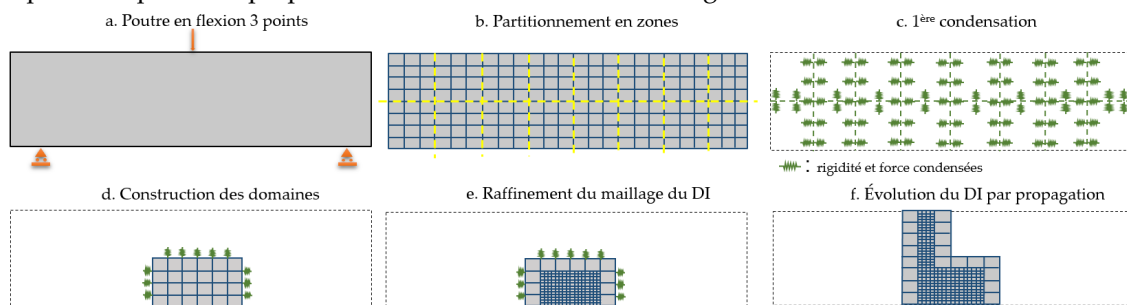 a. Poutre en flexion 3 points
b. Partitionnement en zones
c. 1ère condensation
: rigidité et force condensées
d. Construction des domaines
e. Raffinement du maillage du DI
f. Évolution du DI par propagation